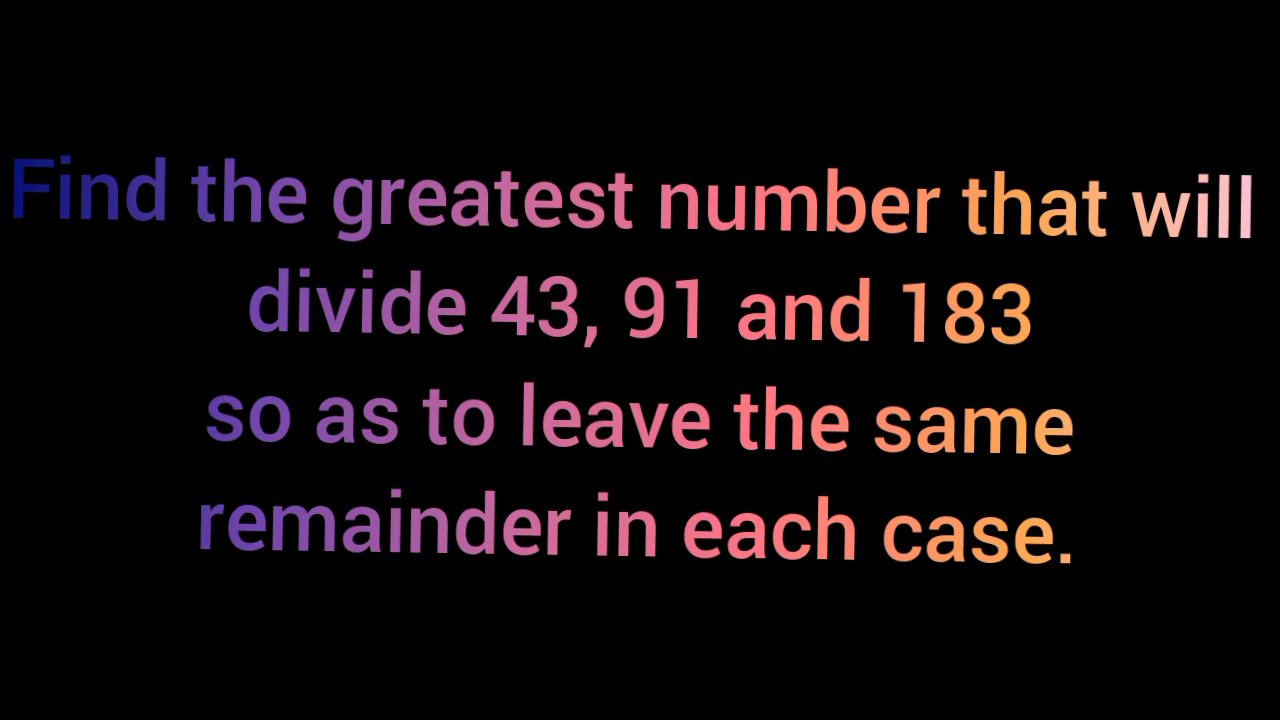 Find the greatest number that will
divide 43, 91 and 183
so as to leave the same
remainder in each case.